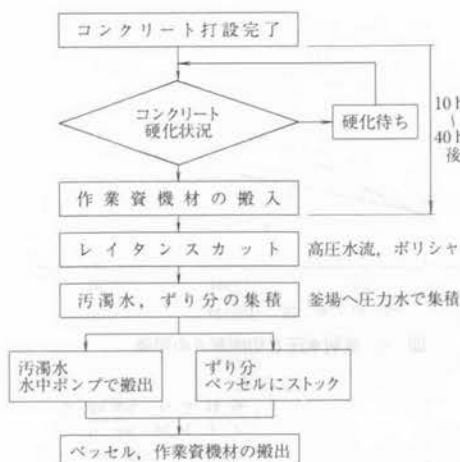 コンクリート打設完了
コンクリート
硬化状況
硬化待ち
10h
〜
40h
後
作業資機材の搬入
レイタンスカット
高圧水流，ポリシャ
汚濁水，ずり分の集積
釜場へ圧力水で集積
汚濁水
水中ポンプで搬出
ずり分
ベッセルにストック
ベッセル，作業資機材の搬出